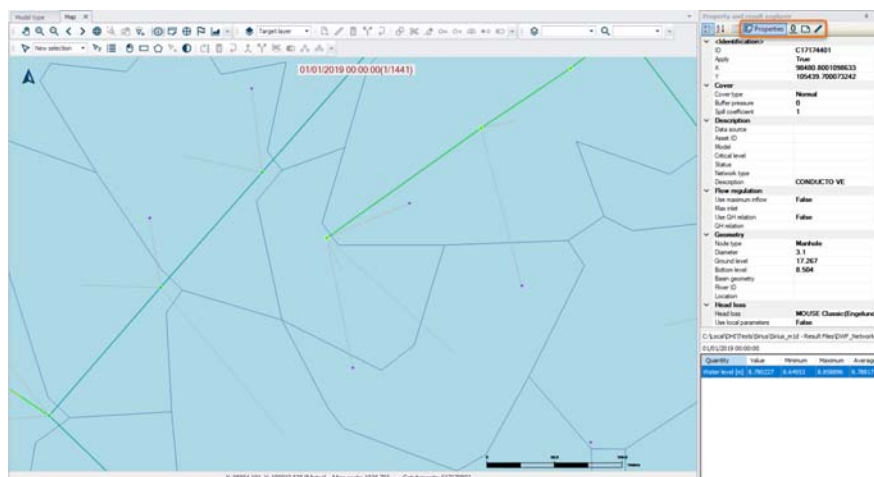 Model type Map
Property and result explorer
Target layer
Properties
New selection
<Identification>
ID C17174401
Apply True
X 98480.8001098633
Y 105439.700073242
Cover
Cover type Normal
Buffer pressure 0
Spill coefficient 1
Description
Data source
Asset ID
Model
Critical level
Status
Network type
Description CONDUCTO VE
Flow regulation
Use maximum inflow False
Max inlet
Use QH relation False
QH relation
Geometry
Node type Manhole
Diameter 3.1
Ground level 17.267
Bottom level 8.504
Basin geometry
River ID
Location
Head loss
Head loss MOUSE Classic(Engelund
Use local parameters False
01/01/2019 00:00:00(1/1441)
01/01/2019 00:00:00
Quantity Value Minimum Maximum Average
Water level [m] 8.780227